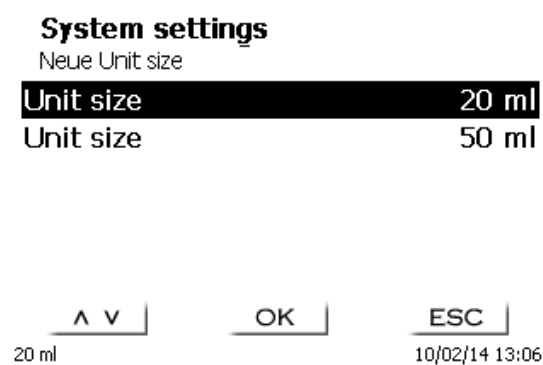 System settings
Neue Unit size
Unit size 20 ml
Unit size 50 ml
∧ ∨ OK ESC
20 ml 10/02/14 13:06